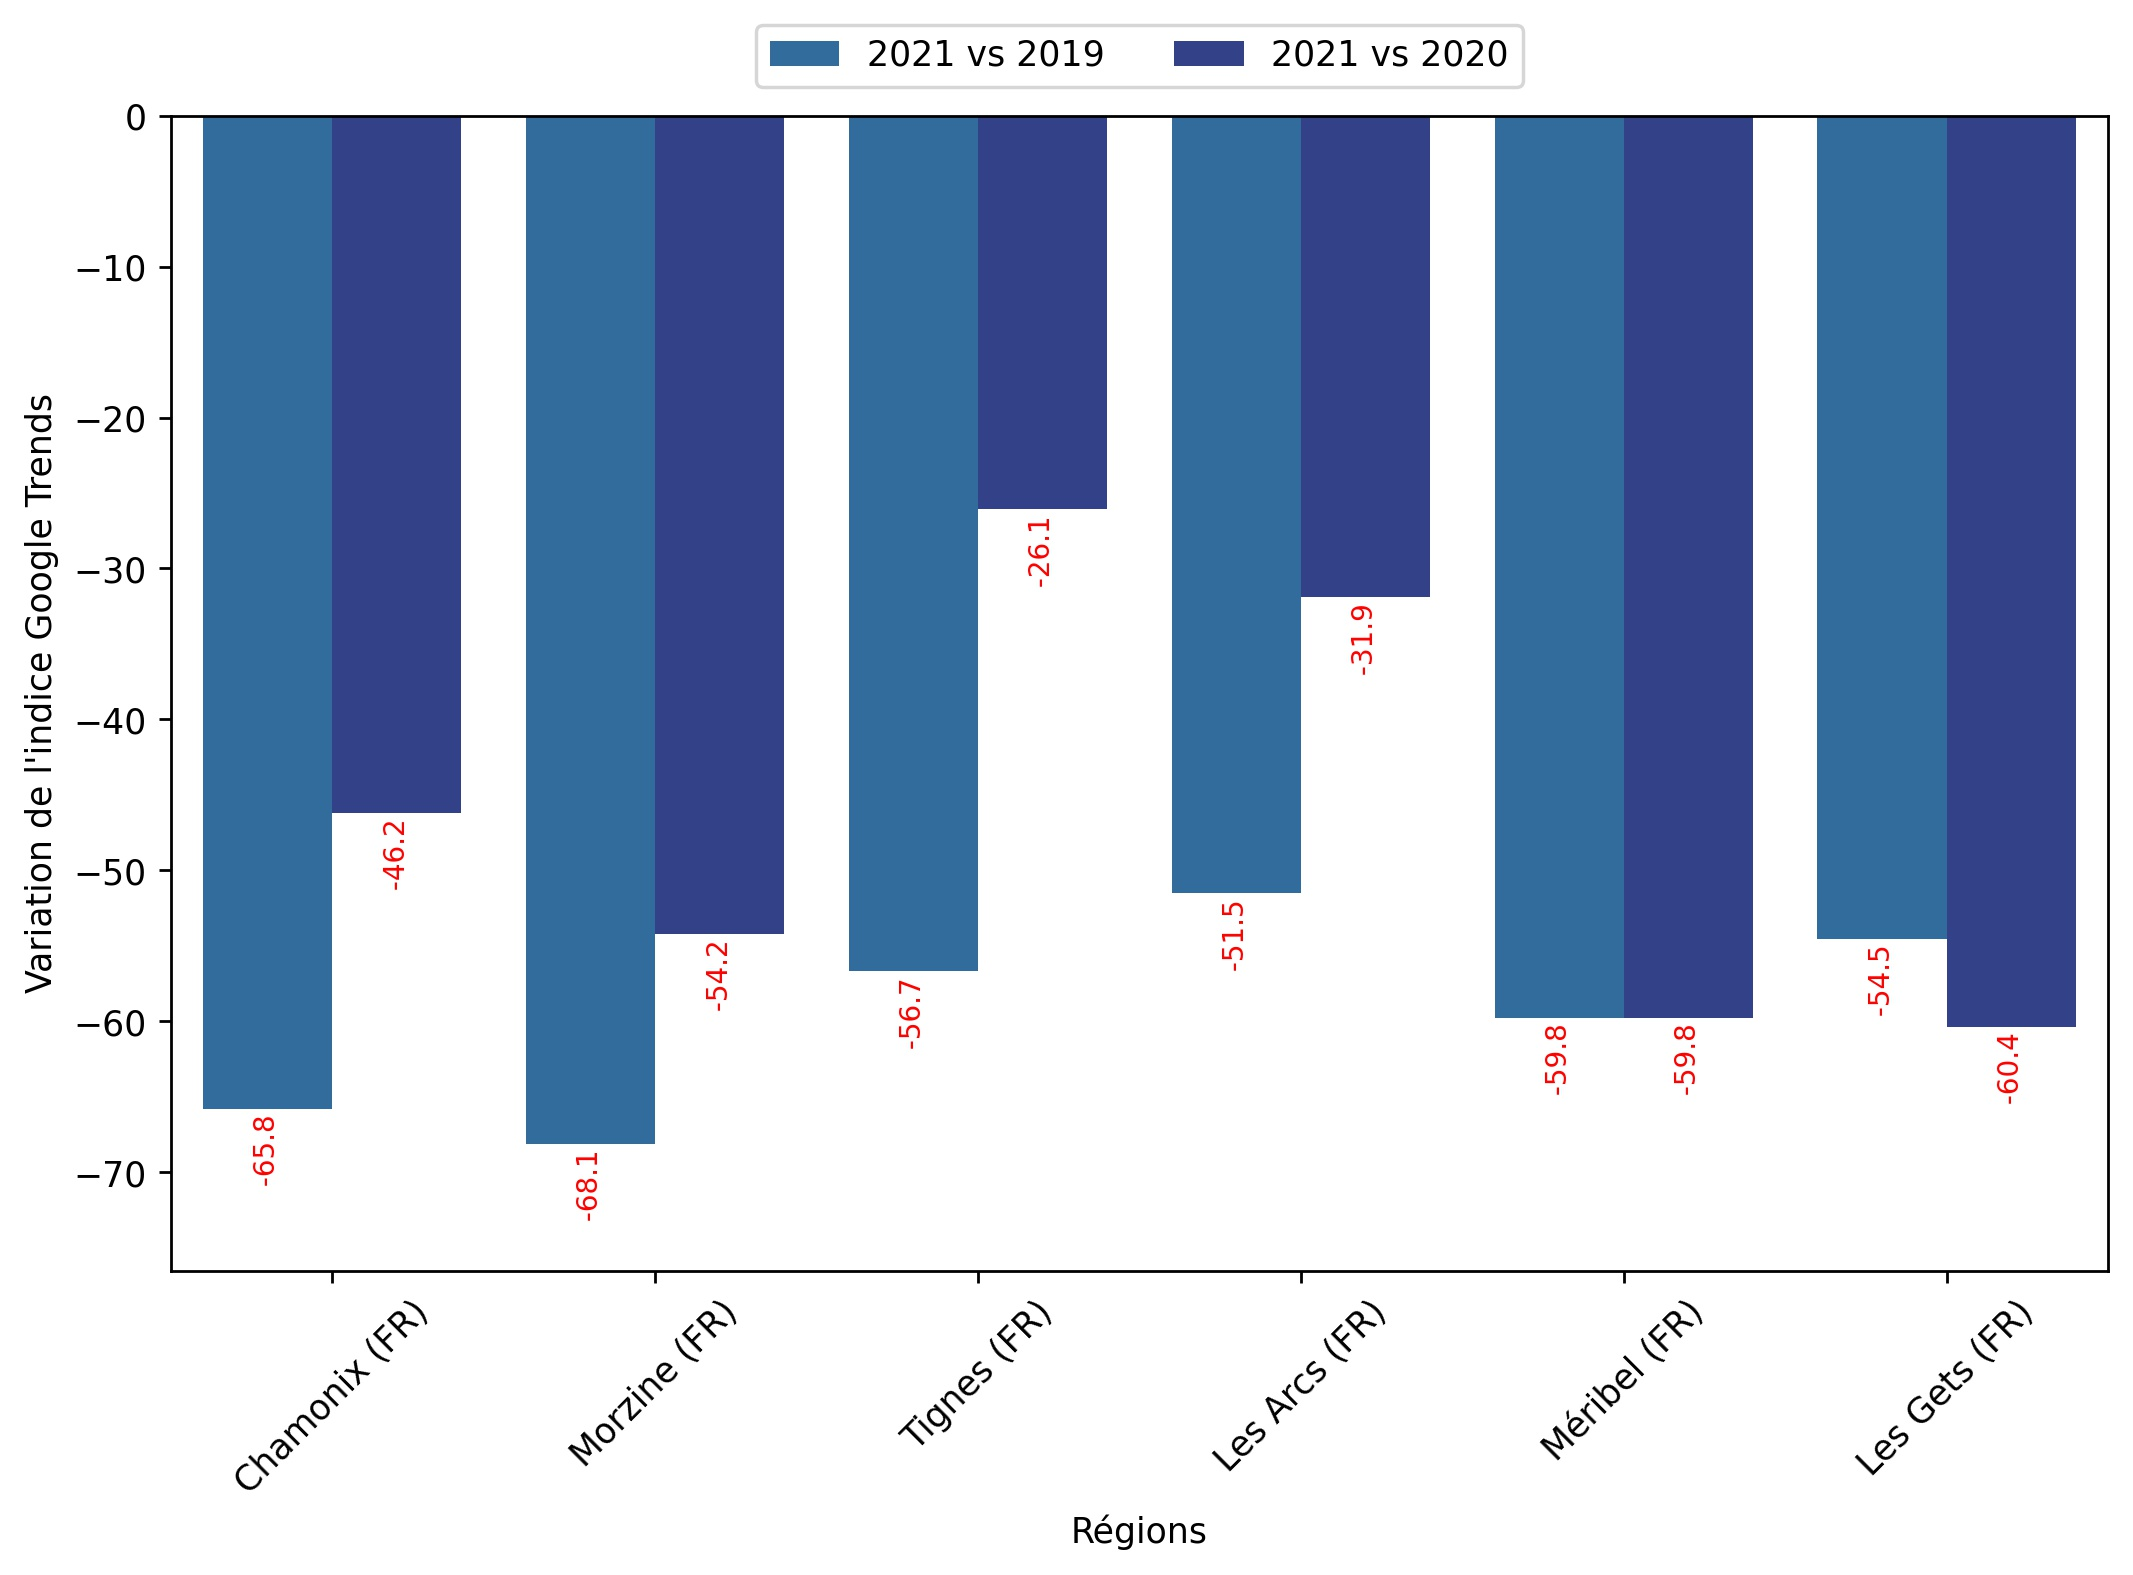 2021 vs 2019
2021 vs 2020
0
−10
−20
−30
−40
−50
−60
−70
Variation de l'indice Google Trends
-65.8
-46.2
-68.1
-54.2
-56.7
-26.1
-51.5
-31.9
-59.8
-59.8
-54.5
-60.4
Chamonix (FR)
Morzine (FR)
Tignes (FR)
Les Arcs (FR)
Méribel (FR)
Les Gets (FR)
Régions